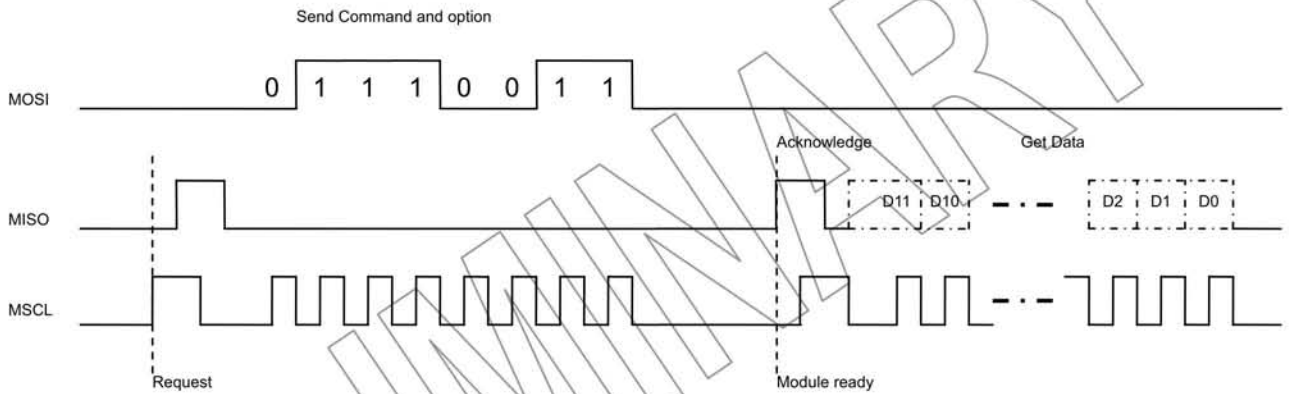 Send Command and option
MOSI 0 1 1 1 0 0 1 1
Acknowledge Get Data
MISO D11 D10 D2 D1 D0
MSCL
Request Module ready